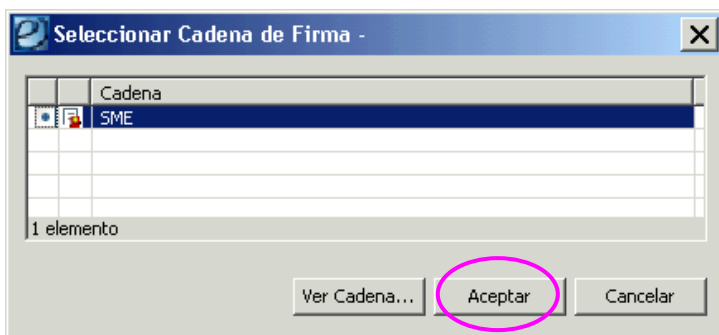 Seleccionar Cadena de Firma -
Cadena
SME
1 elemento
Ver Cadena... Aceptar Cancelar